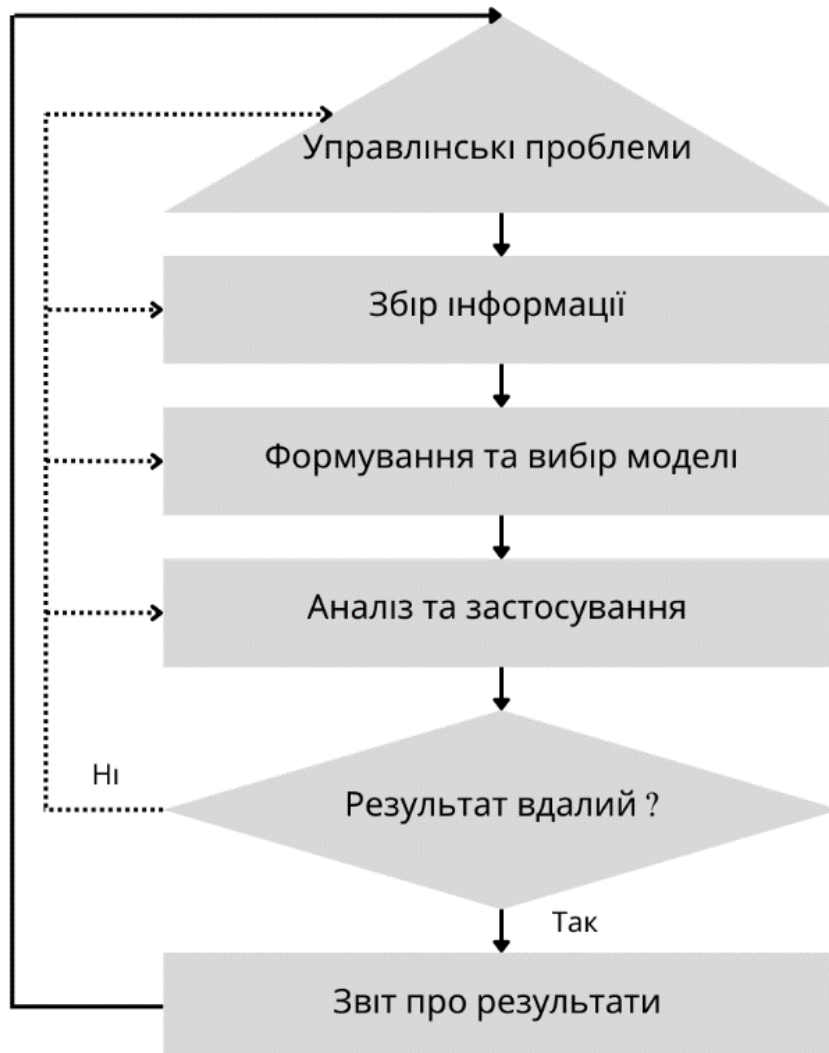 Управлінські проблеми
Збір інформації
Формування та вибір моделі
Аналіз та застосування
Результат вдалий ?
Ні
Так
Звіт про результати